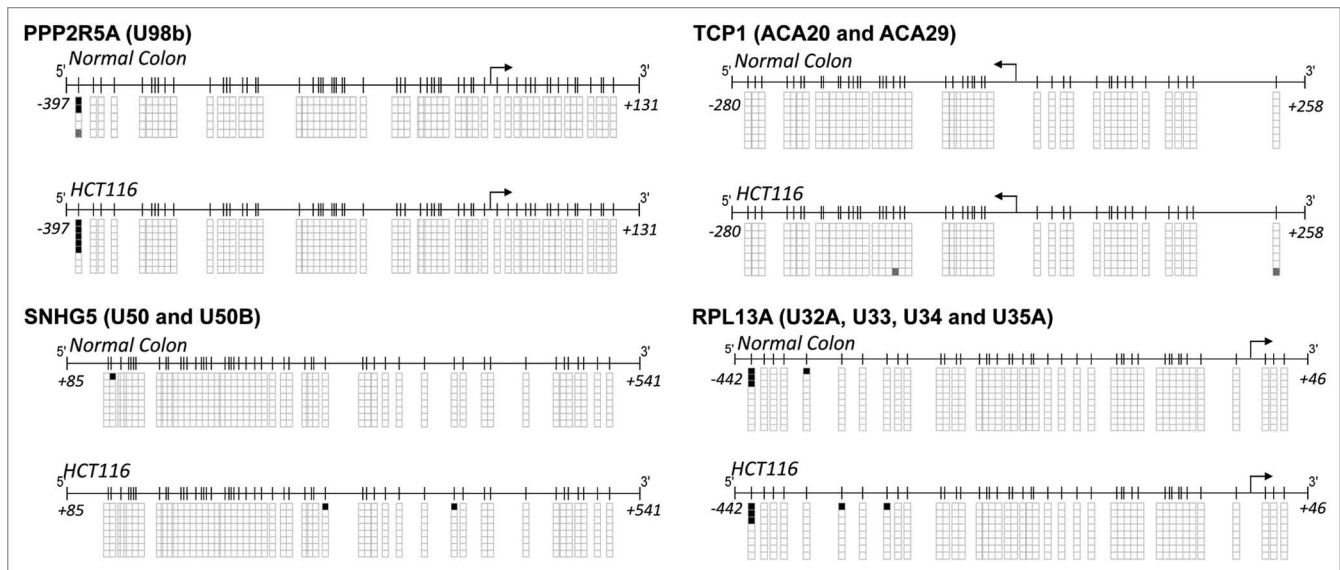 PPP2R5A (U98b)
Normal Colon
5'
3'
-397
+131
HCT116
5'
3'
-397
+131
TCP1 (ACA20 and ACA29)
Normal Colon
5'
3'
-280
+258
HCT116
5'
3'
-280
+258
SNHG5 (U50 and U50B)
Normal Colon
5'
3'
+85
+541
HCT116
5'
3'
+85
+541
RPL13A (U32A, U33, U34 and U35A)
Normal Colon
5'
3'
-442
+46
HCT116
5'
3'
-442
+46